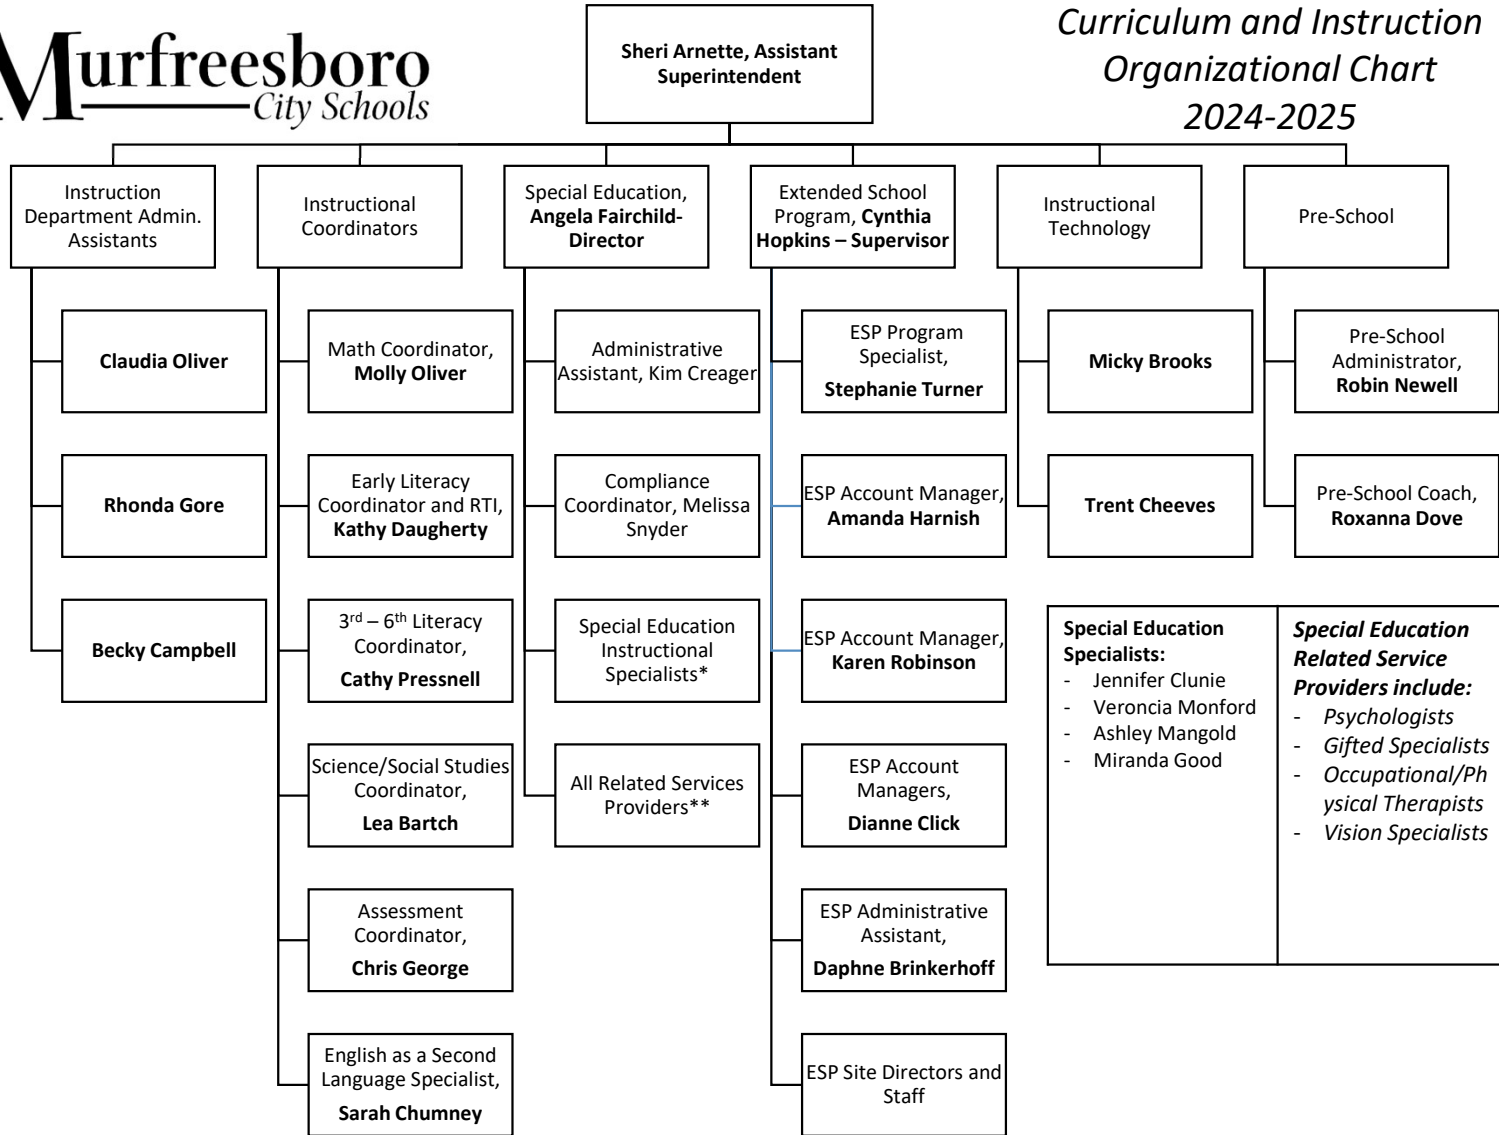 Murfreesboro
City Schools
Sheri Arnette, Assistant
Superintendent
Curriculum and Instruction
Organizational Chart
2024-2025
Instruction
Department Admin.
Assistants
Instructional
Coordinators
Special Education,
Angela Fairchild-
Director
Extended School
Program, Cynthia
Hopkins – Supervisor
Instructional
Technology
Pre-School
Claudia Oliver
Rhonda Gore
Becky Campbell
Math Coordinator,
Molly Oliver
Early Literacy
Coordinator and RTI,
Kathy Daugherty
3rd – 6th Literacy
Coordinator,
Cathy Pressnell
Science/Social Studies
Coordinator,
Lea Bartch
Assessment
Coordinator,
Chris George
English as a Second
Language Specialist,
Sarah Chumney
Administrative
Assistant, Kim Creager
Compliance
Coordinator, Melissa
Snyder
Special Education
Instructional
Specialists*
All Related Services
Providers**
ESP Program
Specialist,
Stephanie Turner
ESP Account Manager,
Amanda Harnish
ESP Account Manager,
Karen Robinson
ESP Account
Managers,
Dianne Click
ESP Administrative
Assistant,
Daphne Brinkerhoff
ESP Site Directors and
Staff
Micky Brooks
Trent Cheeves
Pre-School
Administrator,
Robin Newell
Pre-School Coach,
Roxanna Dove
Special Education
Specialists:
- Jennifer Clunie
- Veroncia Monford
- Ashley Mangold
- Miranda Good
Special Education
Related Service
Providers include:
- Psychologists
- Gifted Specialists
- Occupational/Ph
ysical Therapists
- Vision Specialists